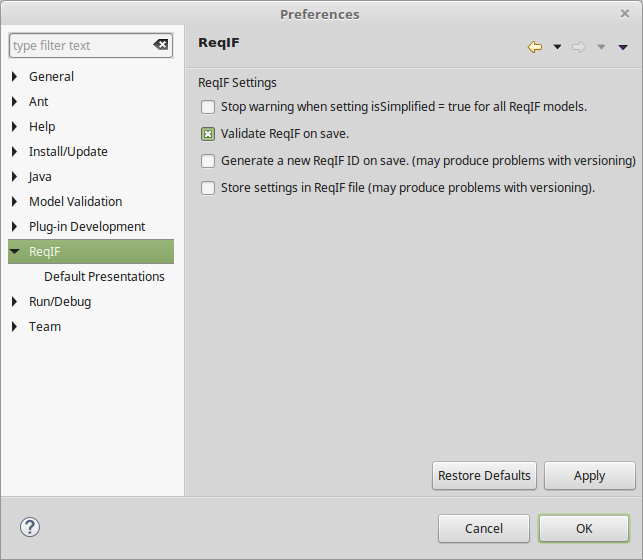 Preferences
type filter text
General
Ant
Help
Install/Update
Java
Model Validation
Plug-in Development
ReqIF
Default Presentations
Run/Debug
Team
ReqIF
ReqIF Settings
Stop warning when setting isSimplified = true for all ReqIF models.
Validate ReqIF on save.
Generate a new ReqIF ID on save. (may produce problems with versioning)
Store settings in ReqIF file (may produce problems with versioning).
Restore Defaults
Apply
?
Cancel
OK